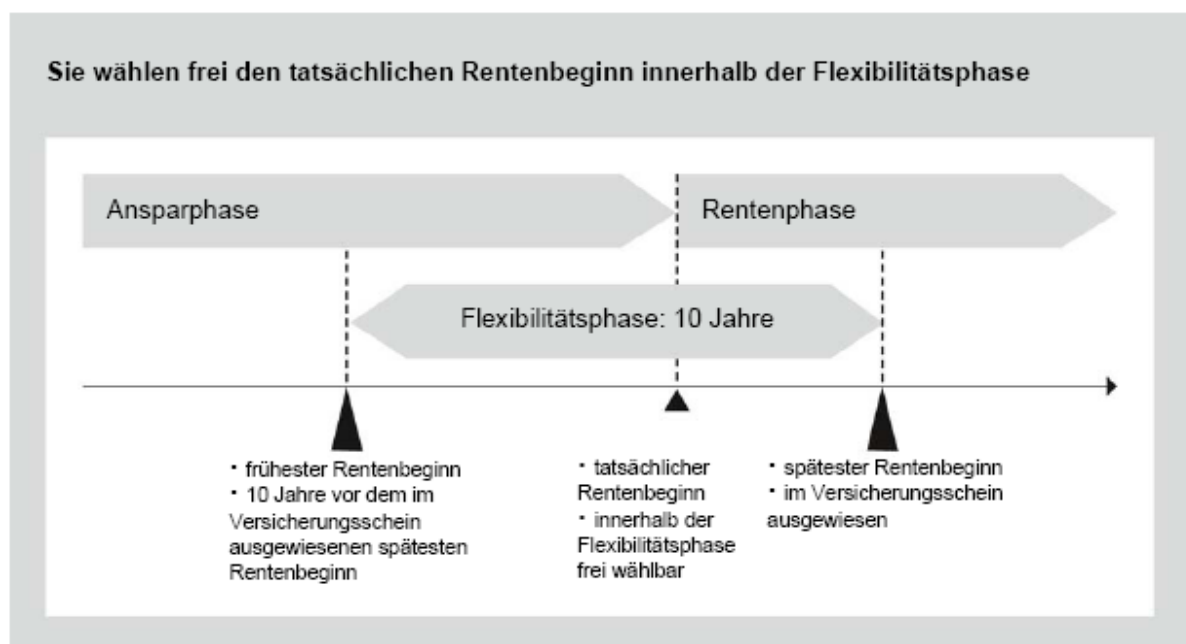 Sie wählen frei den tatsächlichen Rentenbeginn innerhalb der Flexibilitätsphase
Ansparphase
Rentenphase
Flexibilitätsphase: 10 Jahre
· frühester Rentenbeginn
· 10 Jahre vor dem im
Versicherungsschein
ausgewiesenen spätesten
Rentenbeginn
· tatsächlicher
Rentenbeginn
· innerhalb der
Flexibilitätsphase
frei wählbar
· spätester Rentenbeginn
· im Versicherungsschein
ausgewiesen